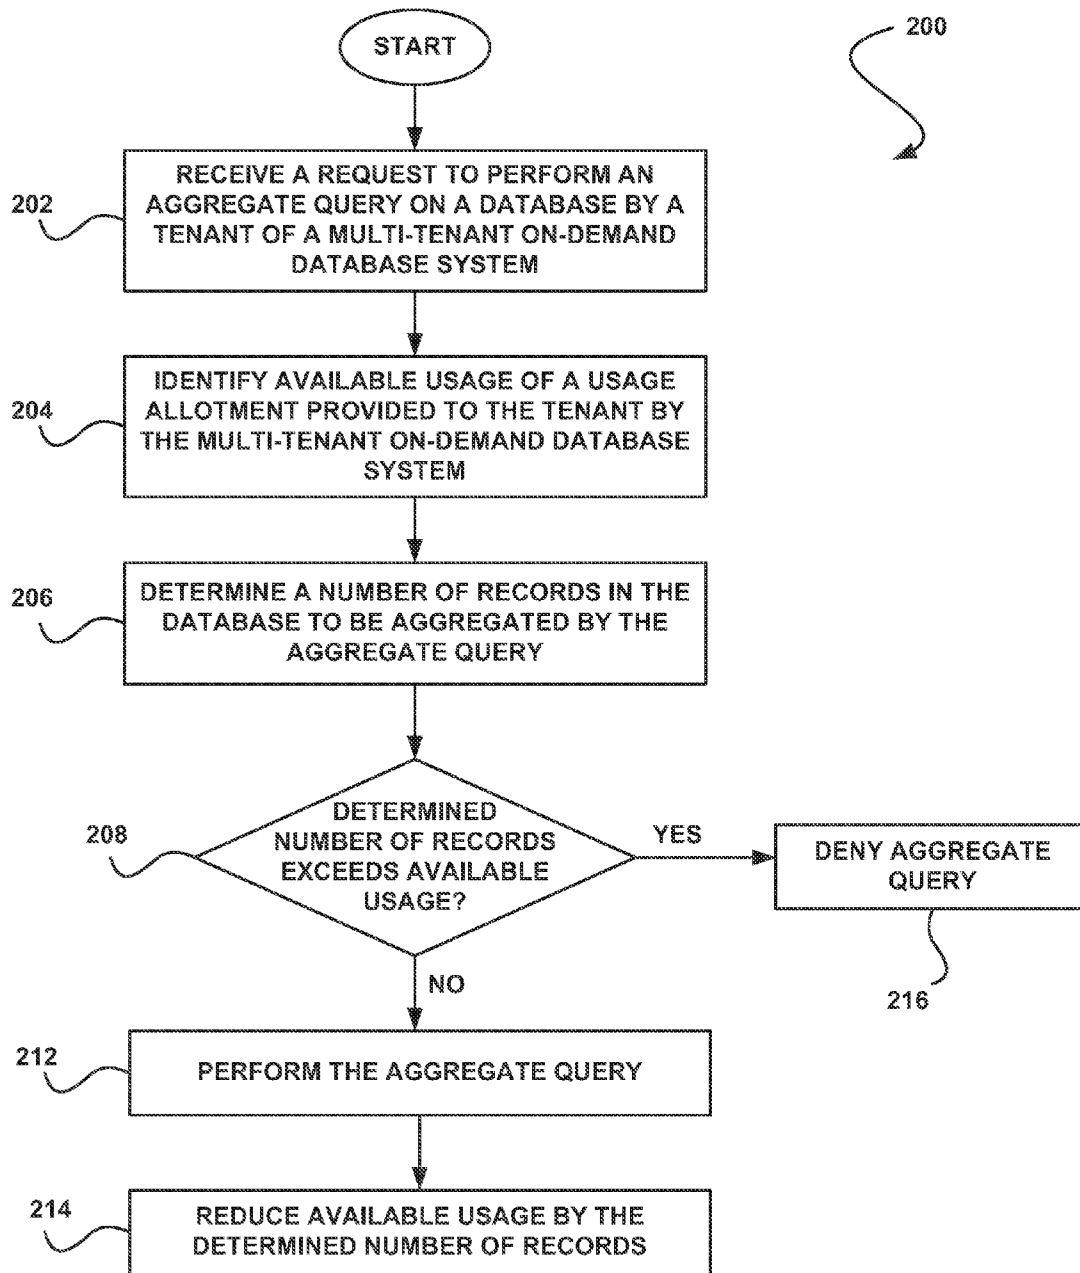 START
200
202
RECEIVE A REQUEST TO PERFORM AN
AGGREGATE QUERY ON A DATABASE BY A
TENANT OF A MULTI-TENANT ON-DEMAND
DATABASE SYSTEM
204
IDENTIFY AVAILABLE USAGE OF A USAGE
ALLOTMENT PROVIDED TO THE TENANT BY
THE MULTI-TENANT ON-DEMAND DATABASE
SYSTEM
206
DETERMINE A NUMBER OF RECORDS IN THE
DATABASE TO BE AGGREGATED BY THE
AGGREGATE QUERY
208
DETERMINED
NUMBER OF RECORDS
EXCEEDS AVAILABLE
USAGE?
YES
DENY AGGREGATE
QUERY
216
NO
212
PERFORM THE AGGREGATE QUERY
214
REDUCE AVAILABLE USAGE BY THE
DETERMINED NUMBER OF RECORDS